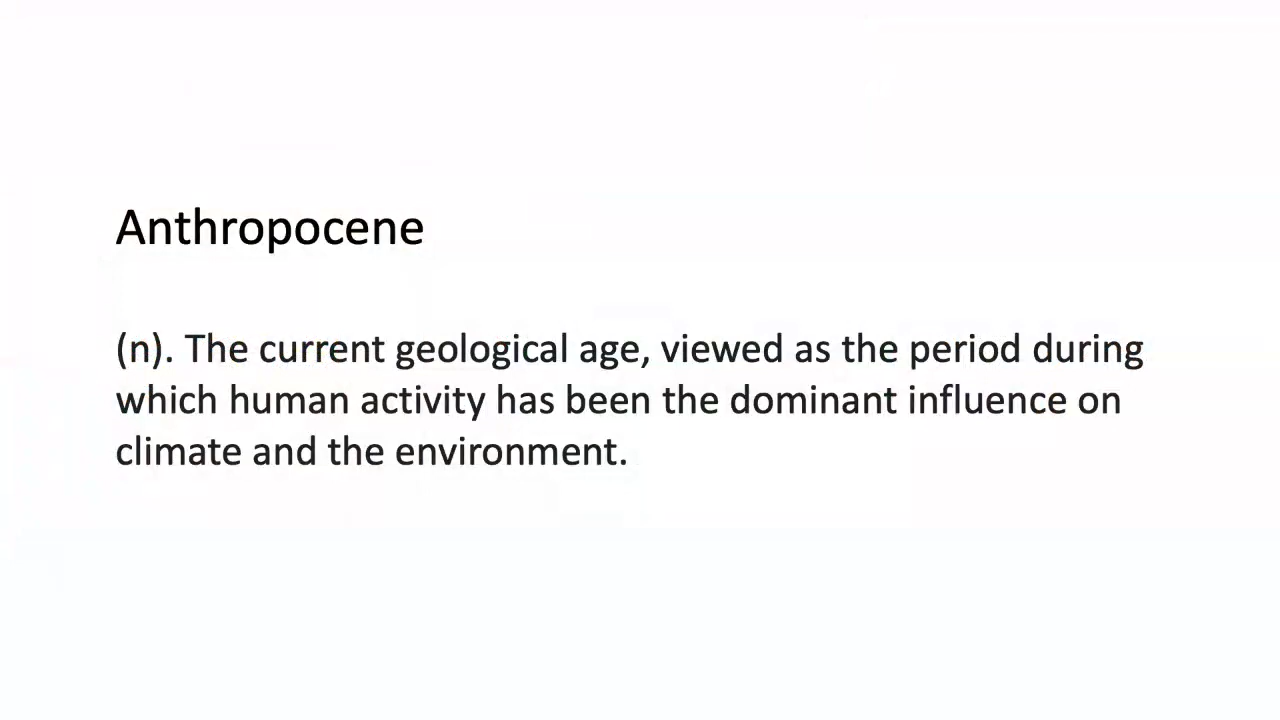 Anthropocene
(n). The current geological age, viewed as the period during
which human activity has been the dominant influence on
climate and the environment.